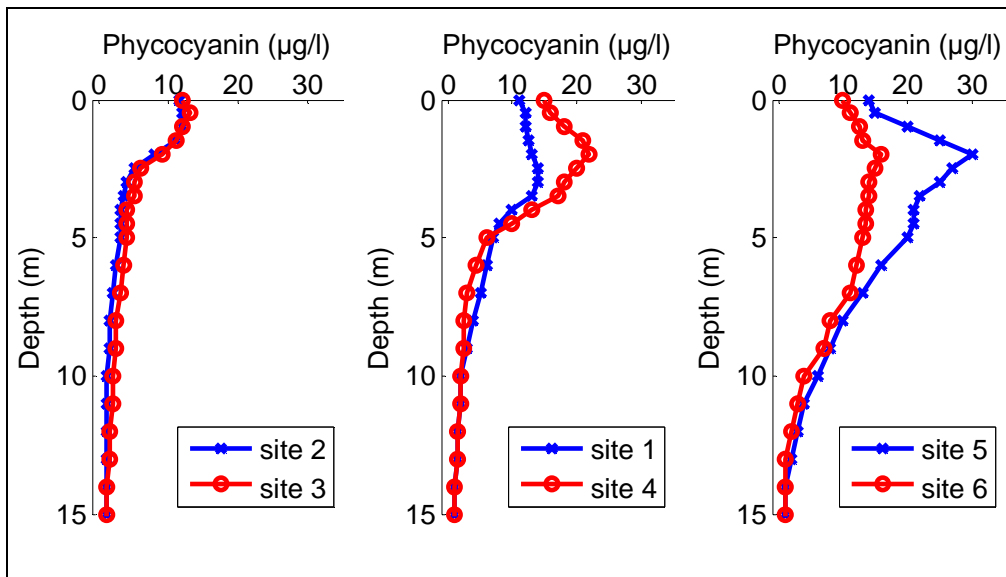 Phycocyanin (µg/l)
0 10 20 30
0
5
10
15
Depth (m)
site 2
site 3
Phycocyanin (µg/l)
0 10 20 30
0
5
10
15
Depth (m)
site 1
site 4
Phycocyanin (µg/l)
0 10 20 30
0
5
10
15
Depth (m)
site 5
site 6